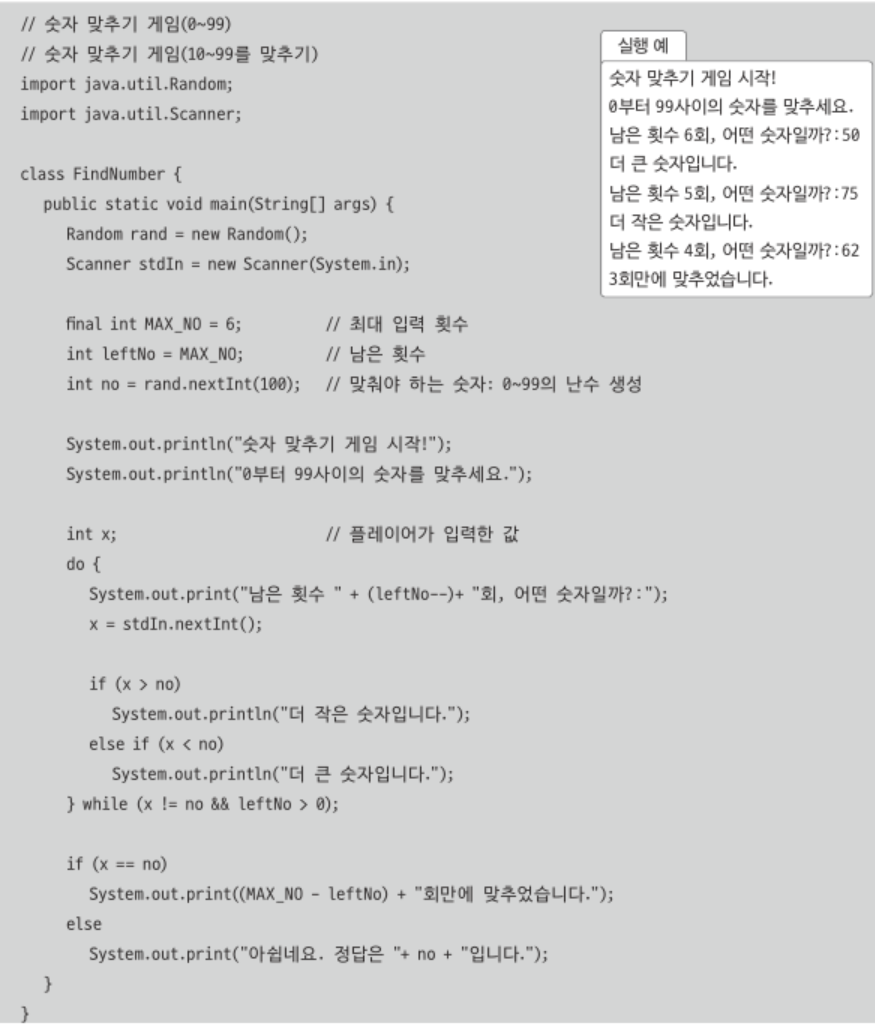 // 숫자 맞추기 게임(0~99)
// 숫자 맞추기 게임(10~99를 맞추기)
import java.util.Random;
import java.util.Scanner;
class FindNumber {
public static void main(String[] args) {
Random rand = new Random();
Scanner stdIn = new Scanner(System.in);
final int MAX_NO = 6; // 최대 입력 횟수
int leftNo = MAX_NO; // 남은 횟수
int no = rand.nextInt(100); // 맞춰야 하는 숫자: 0~99의 난수 생성
System.out.println("숫자 맞추기 게임 시작!");
System.out.println("0부터 99사이의 숫자를 맞추세요.");
int x; // 플레이어가 입력한 값
do {
System.out.print("남은 횟수 " + (leftNo--)+ "회, 어떤 숫자일까?:");
x = stdIn.nextInt();
if (x > no)
System.out.println("더 작은 숫자입니다.");
else if (x < no)
System.out.println("더 큰 숫자입니다.");
} while (x != no && leftNo > 0);
if (x == no)
System.out.print((MAX_NO - leftNo) + "회만에 맞추었습니다.");
else
System.out.print("아쉽네요. 정답은 "+ no + "입니다.");
}
}
실행 예
숫자 맞추기 게임 시작!
0부터 99사이의 숫자를 맞추세요.
남은 횟수 6회, 어떤 숫자일까?:50
더 큰 숫자입니다.
남은 횟수 5회, 어떤 숫자일까?:75
더 작은 숫자입니다.
남은 횟수 4회, 어떤 숫자일까?:62
3회만에 맞추었습니다.